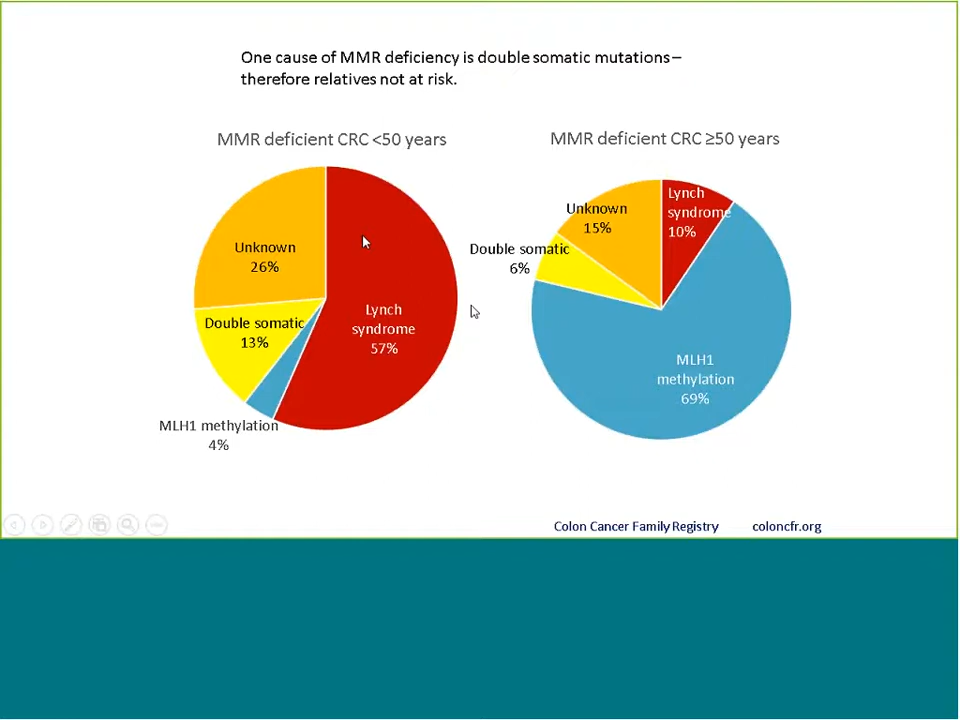 One cause of MMR deficiency is double somatic mutations –
therefore relatives not at risk.
MMR deficient CRC <50 years
Unknown
26%
Double somatic
13%
MLH1 methylation
4%
Lynch
syndrome
57%
MMR deficient CRC ≥50 years
Unknown
15%
Double somatic
6%
Lynch
syndrome
10%
MLH1
methylation
69%
Colon Cancer Family Registry
coloncfr.org